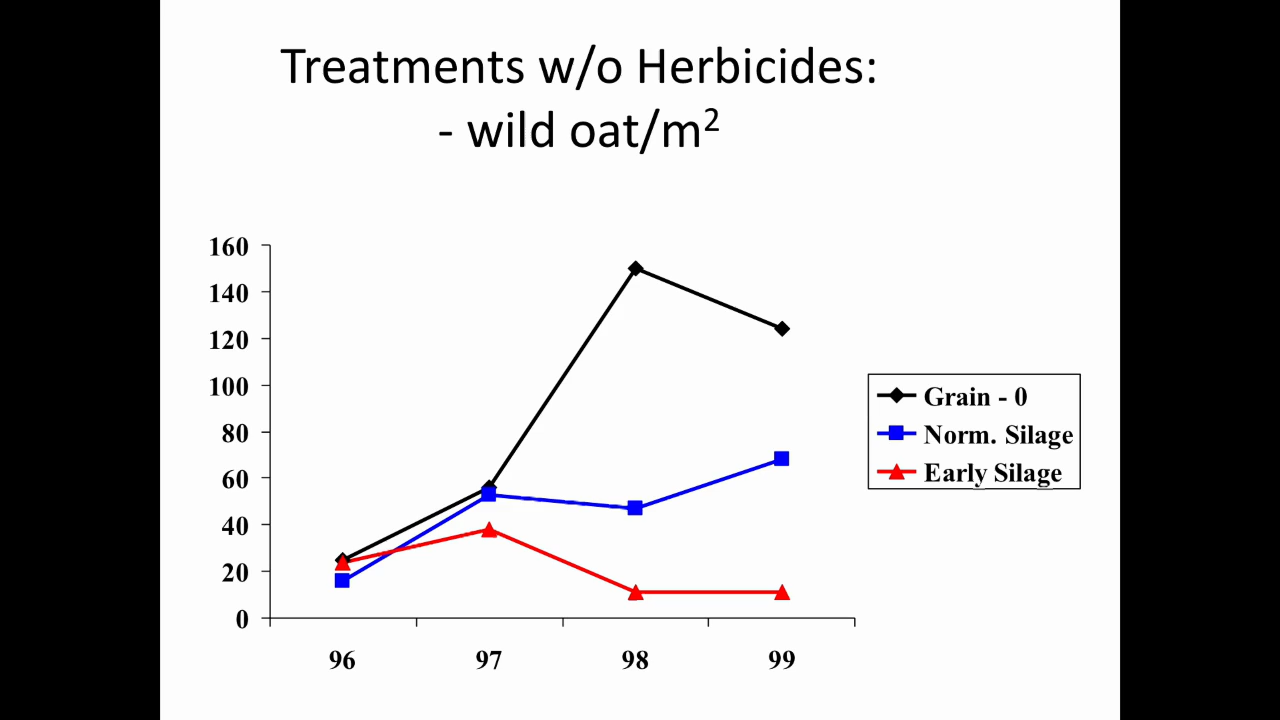 Treatments w/o Herbicides:
- wild oat/m²
160
140
120
100
80
60
40
20
0
96 97 98 99
Grain - 0
Norm. Silage
Early Silage